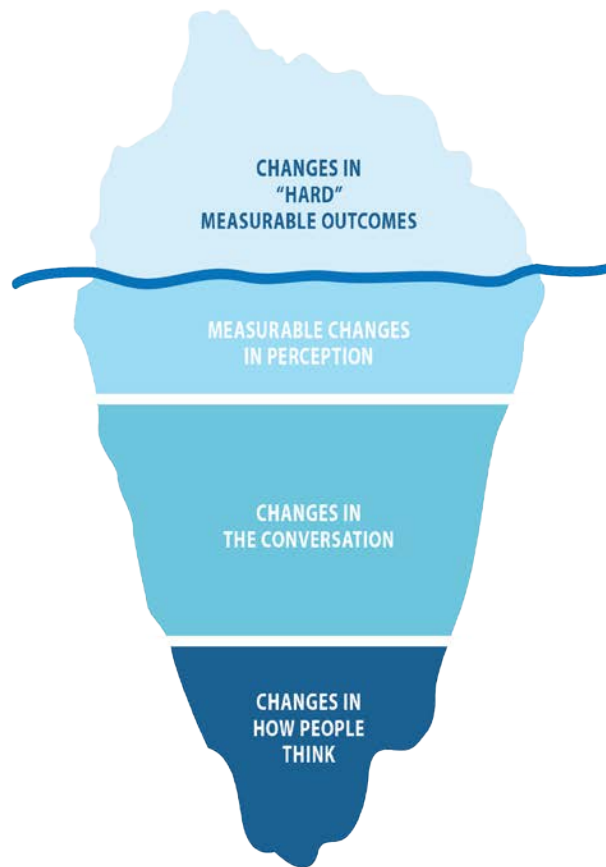 CHANGES IN
“HARD”
MEASURABLE OUTCOMES
MEASURABLE CHANGES
IN PERCEPTION
CHANGES IN
THE CONVERSATION
CHANGES IN
HOW PEOPLE
THINK